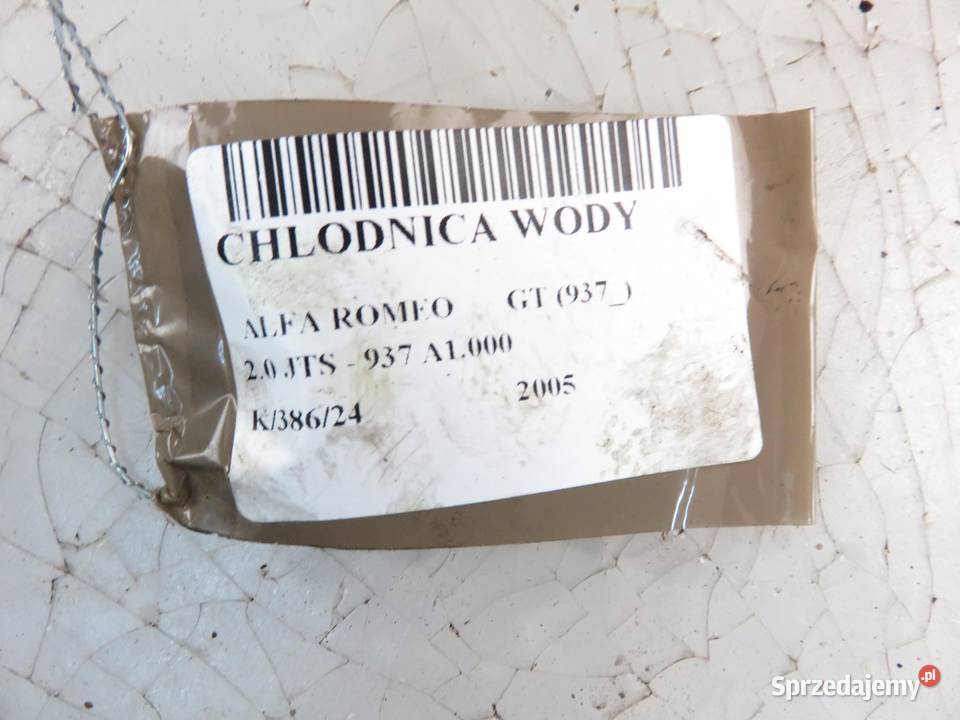 CHLODNICA WODY
ALFA ROMEO GT (937_)
2.0 JTS - 937 A1.000
2005
K/386/24
Sprzedajemy.pl